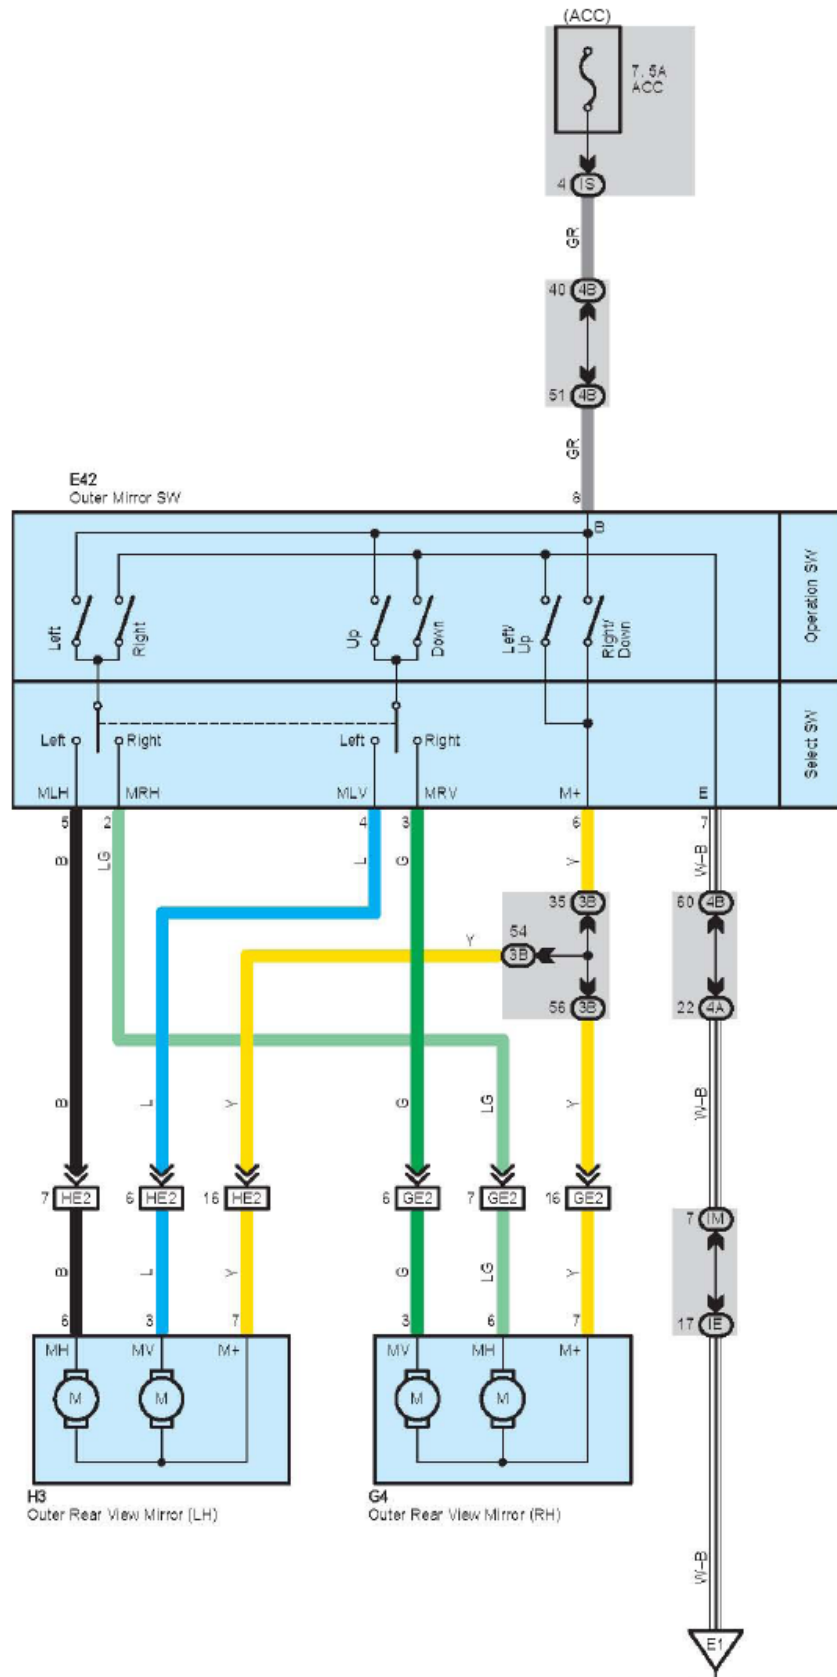 (ACC)
7. 5A
ACC
4 IS
GR
40 4B
51 4B
GR
E42
Outer Mirror SW
8
B
Operation SW
Left
Right
Up
Down
Left/
Up
Right/
Down
Select SW
Left
Right
Left
Right
MLH
MRH
MLV
MRV
M+
E
5
2
4
3
6
7
B
LG
L
G
Y
W–B
35 3B
60 4B
54
3B
Y
56 3B
22 4A
B
L
Y
G
LG
Y
W–B
7 HE2
6 HE2
16 HE2
6 GE2
7 GE2
16 GE2
7 IM
B
L
Y
G
LG
Y
6
3
7
3
6
7
17 IE
MH
MV
M+
MV
MH
M+
M
M
M
M
H3
Outer Rear View Mirror (LH)
G4
Outer Rear View Mirror (RH)
W–B
E1